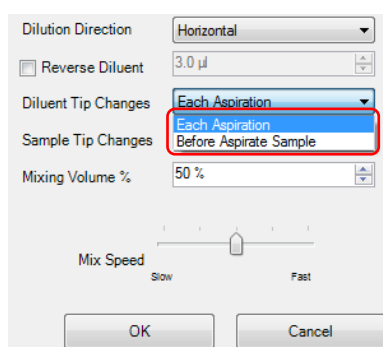 Dilution Direction Horizontal
Reverse Diluent 3.0 µl
Diluent Tip Changes Each Aspiration
Each Aspiration
Sample Tip Changes Before Aspirate Sample
Mixing Volume % 50 %
Mix Speed
Slow Fast
OK Cancel